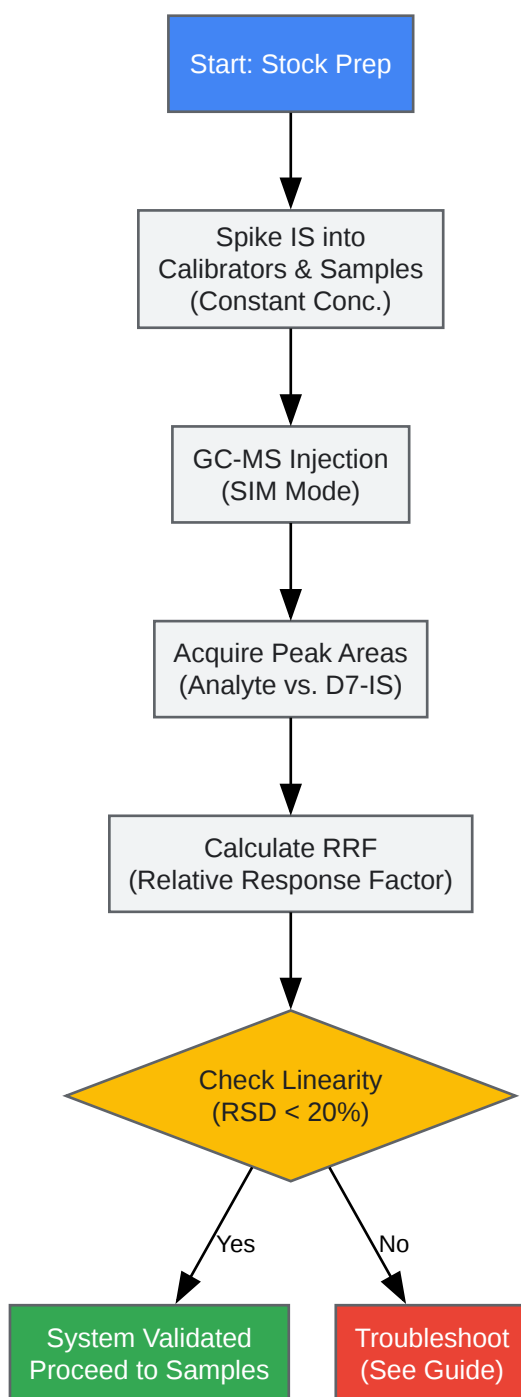 Start: Stock Prep
Spike IS into
Calibrators & Samples
(Constant Conc.)
GC-MS Injection
(SIM Mode)
Acquire Peak Areas
(Analyte vs. D7-IS)
Calculate RRF
(Relative Response Factor)
Check Linearity
(RSD < 20%)
Yes
No
System Validated
Proceed to Samples
Troubleshoot
(See Guide)